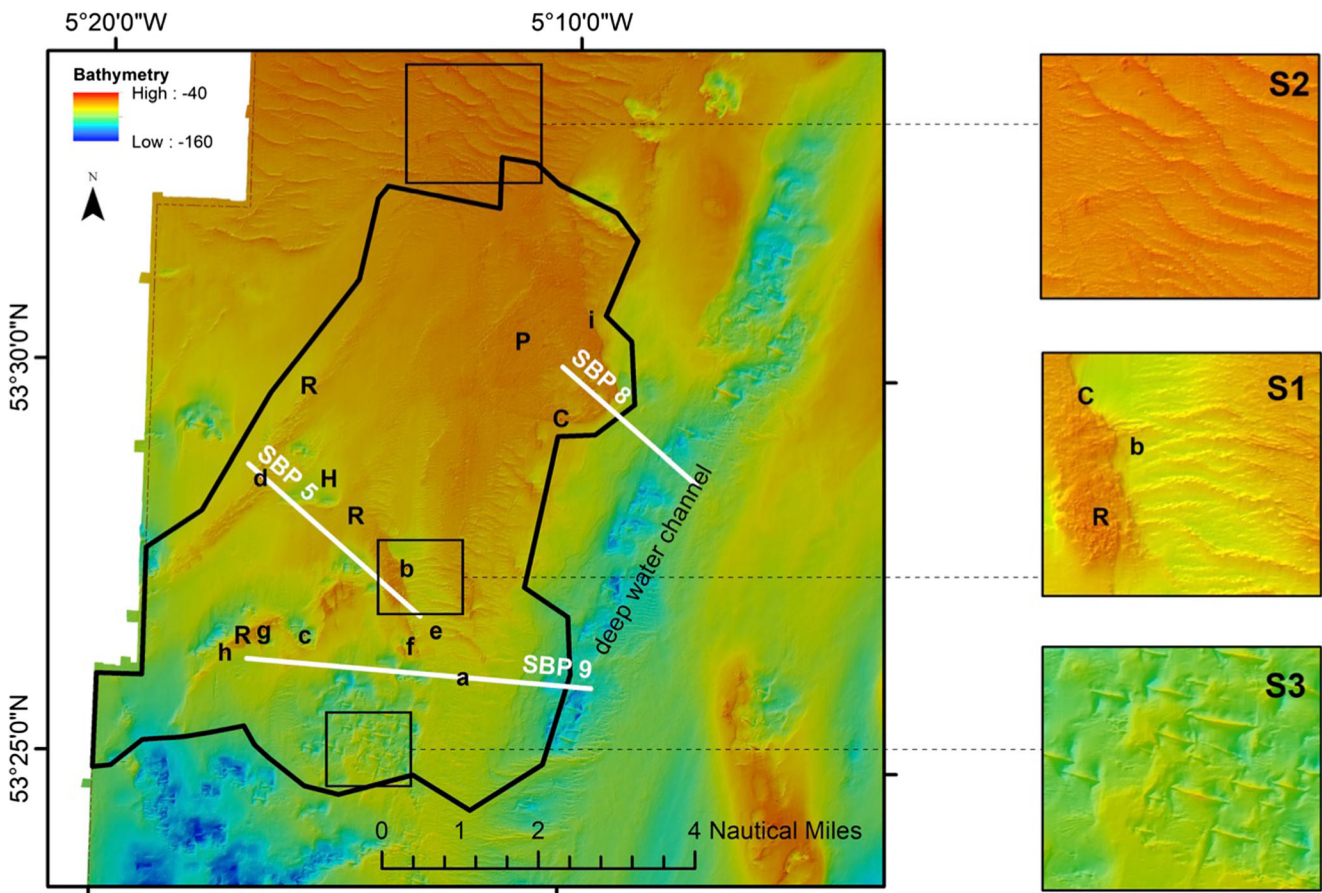 5°20'0"W
5°10'0"W
Bathymetry
High : -40
Low : -160
N
S2
53°30'0"N
i
P
SBP 8
R
C
S1
C
b
R
SBP 5
d
H
R
b
deep water channel
R
g
c
e
f
h
SBP 9
a
S3
53°25'0"N
0
1
2
4 Nautical Miles